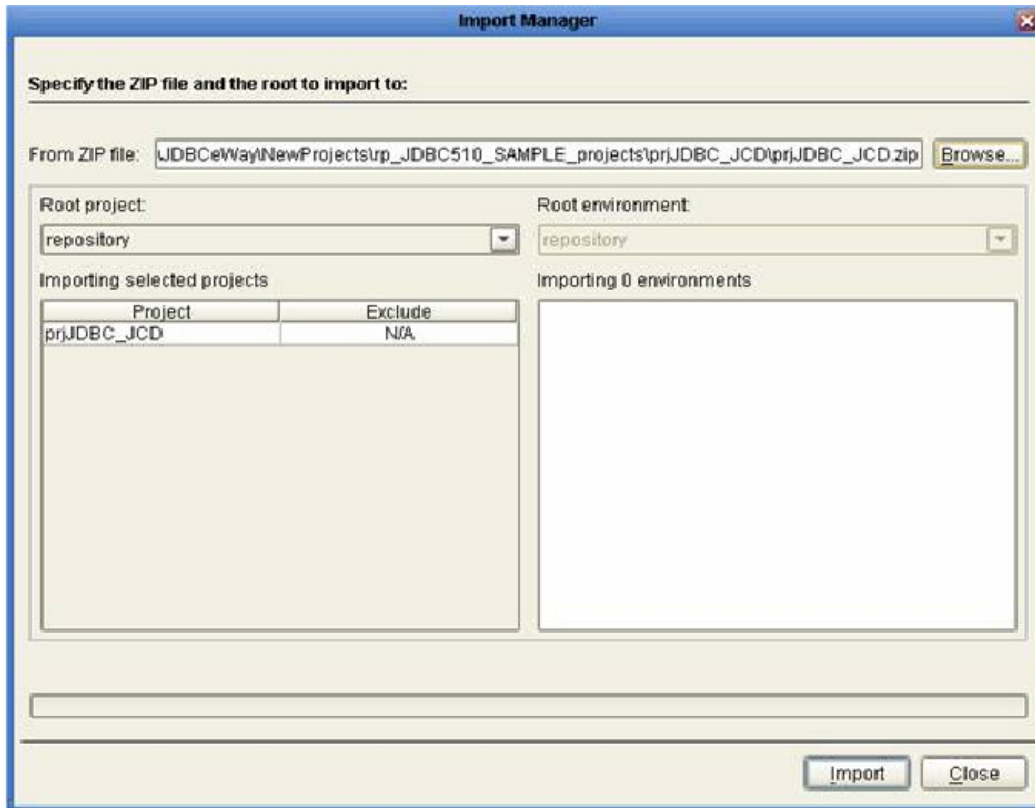 Import Manager
Specify the ZIP file and the root to import to:
From ZIP file: JDBCeWay\NewProjects\rp_JDBC510_SAMPLE_projects\prjJDBC_JCD\prjJDBC_JCD.zip Browse...
Root project: Root environment:
repository repository
Importing selected projects Importing 0 environments
Project Exclude
prjJDBC_JCD N/A
Import Close